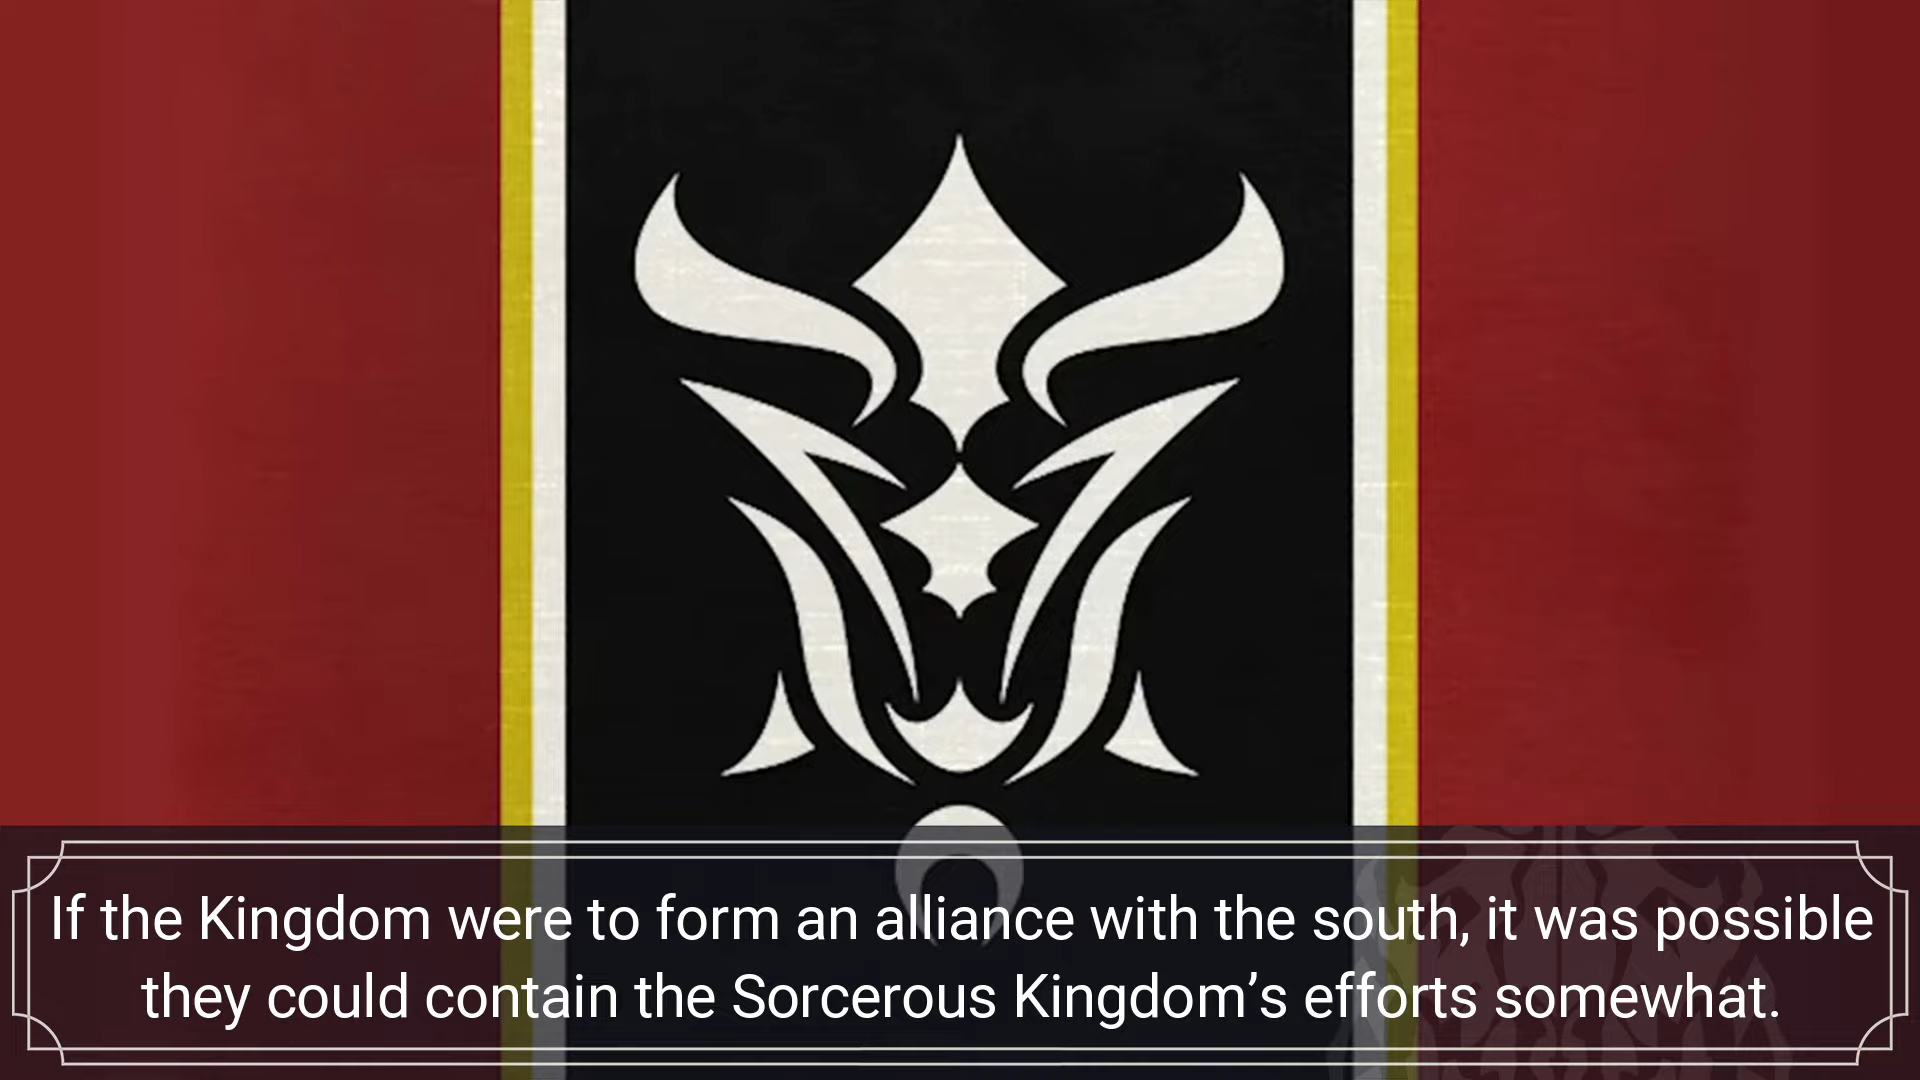 If the Kingdom were to form an alliance with the south, it was possible
they could contain the Sorcerous Kingdom’s efforts somewhat.